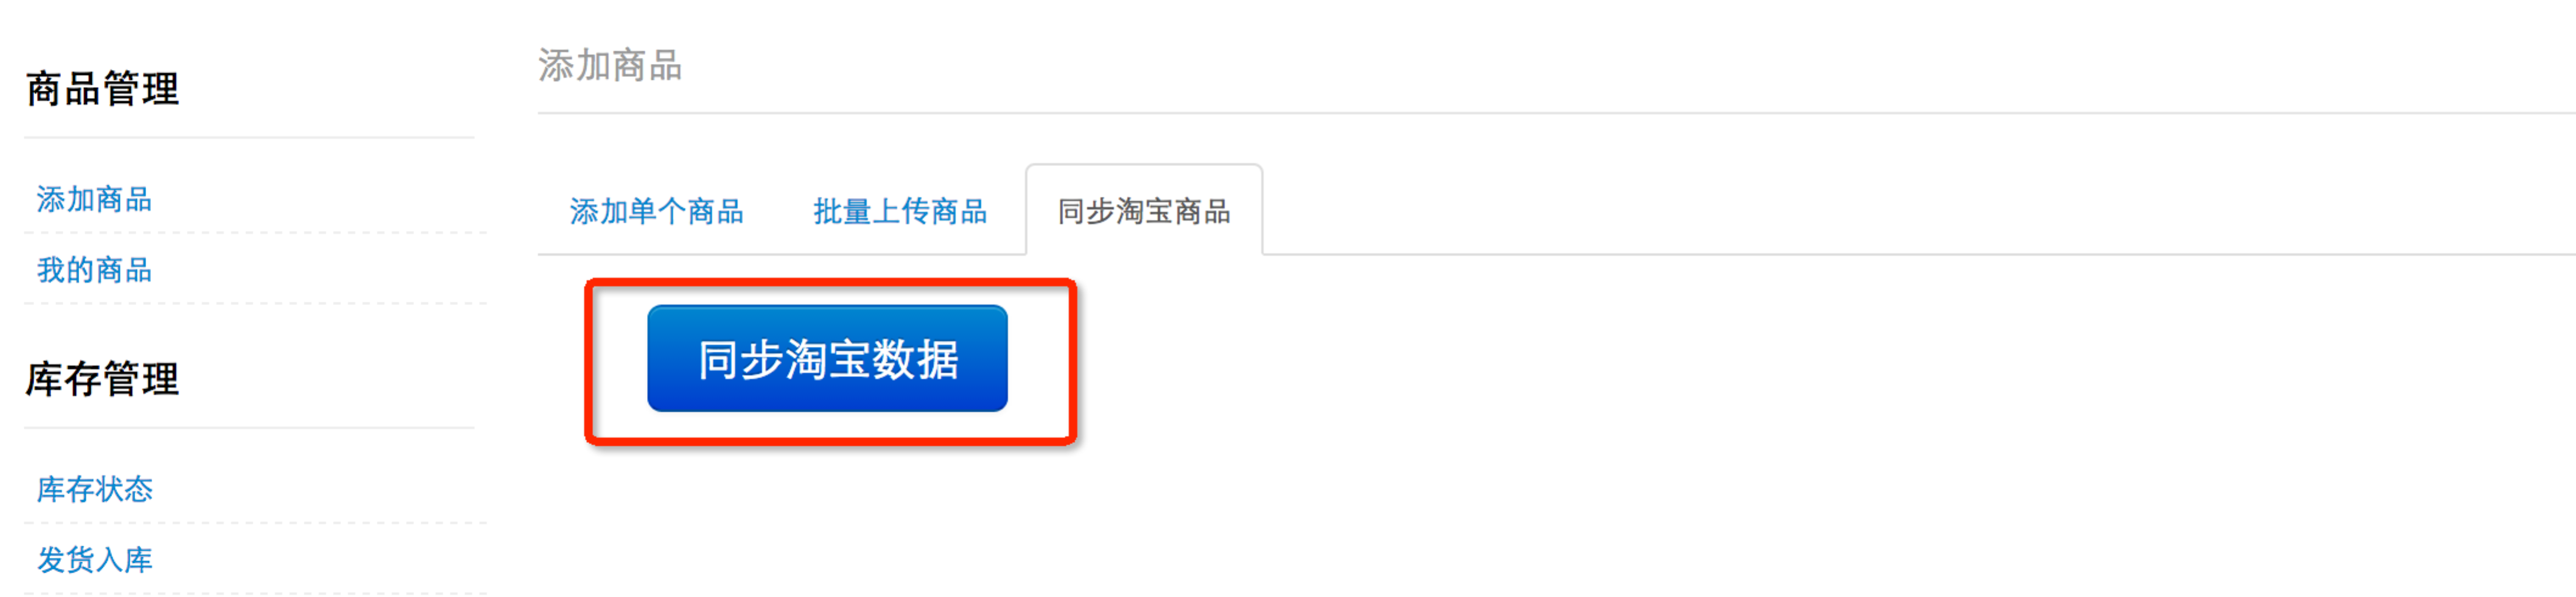 商品管理
添加商品
我的商品
库存管理
库存状态
发货入库
添加商品
添加单个商品 批量上传商品 同步淘宝商品
同步淘宝数据